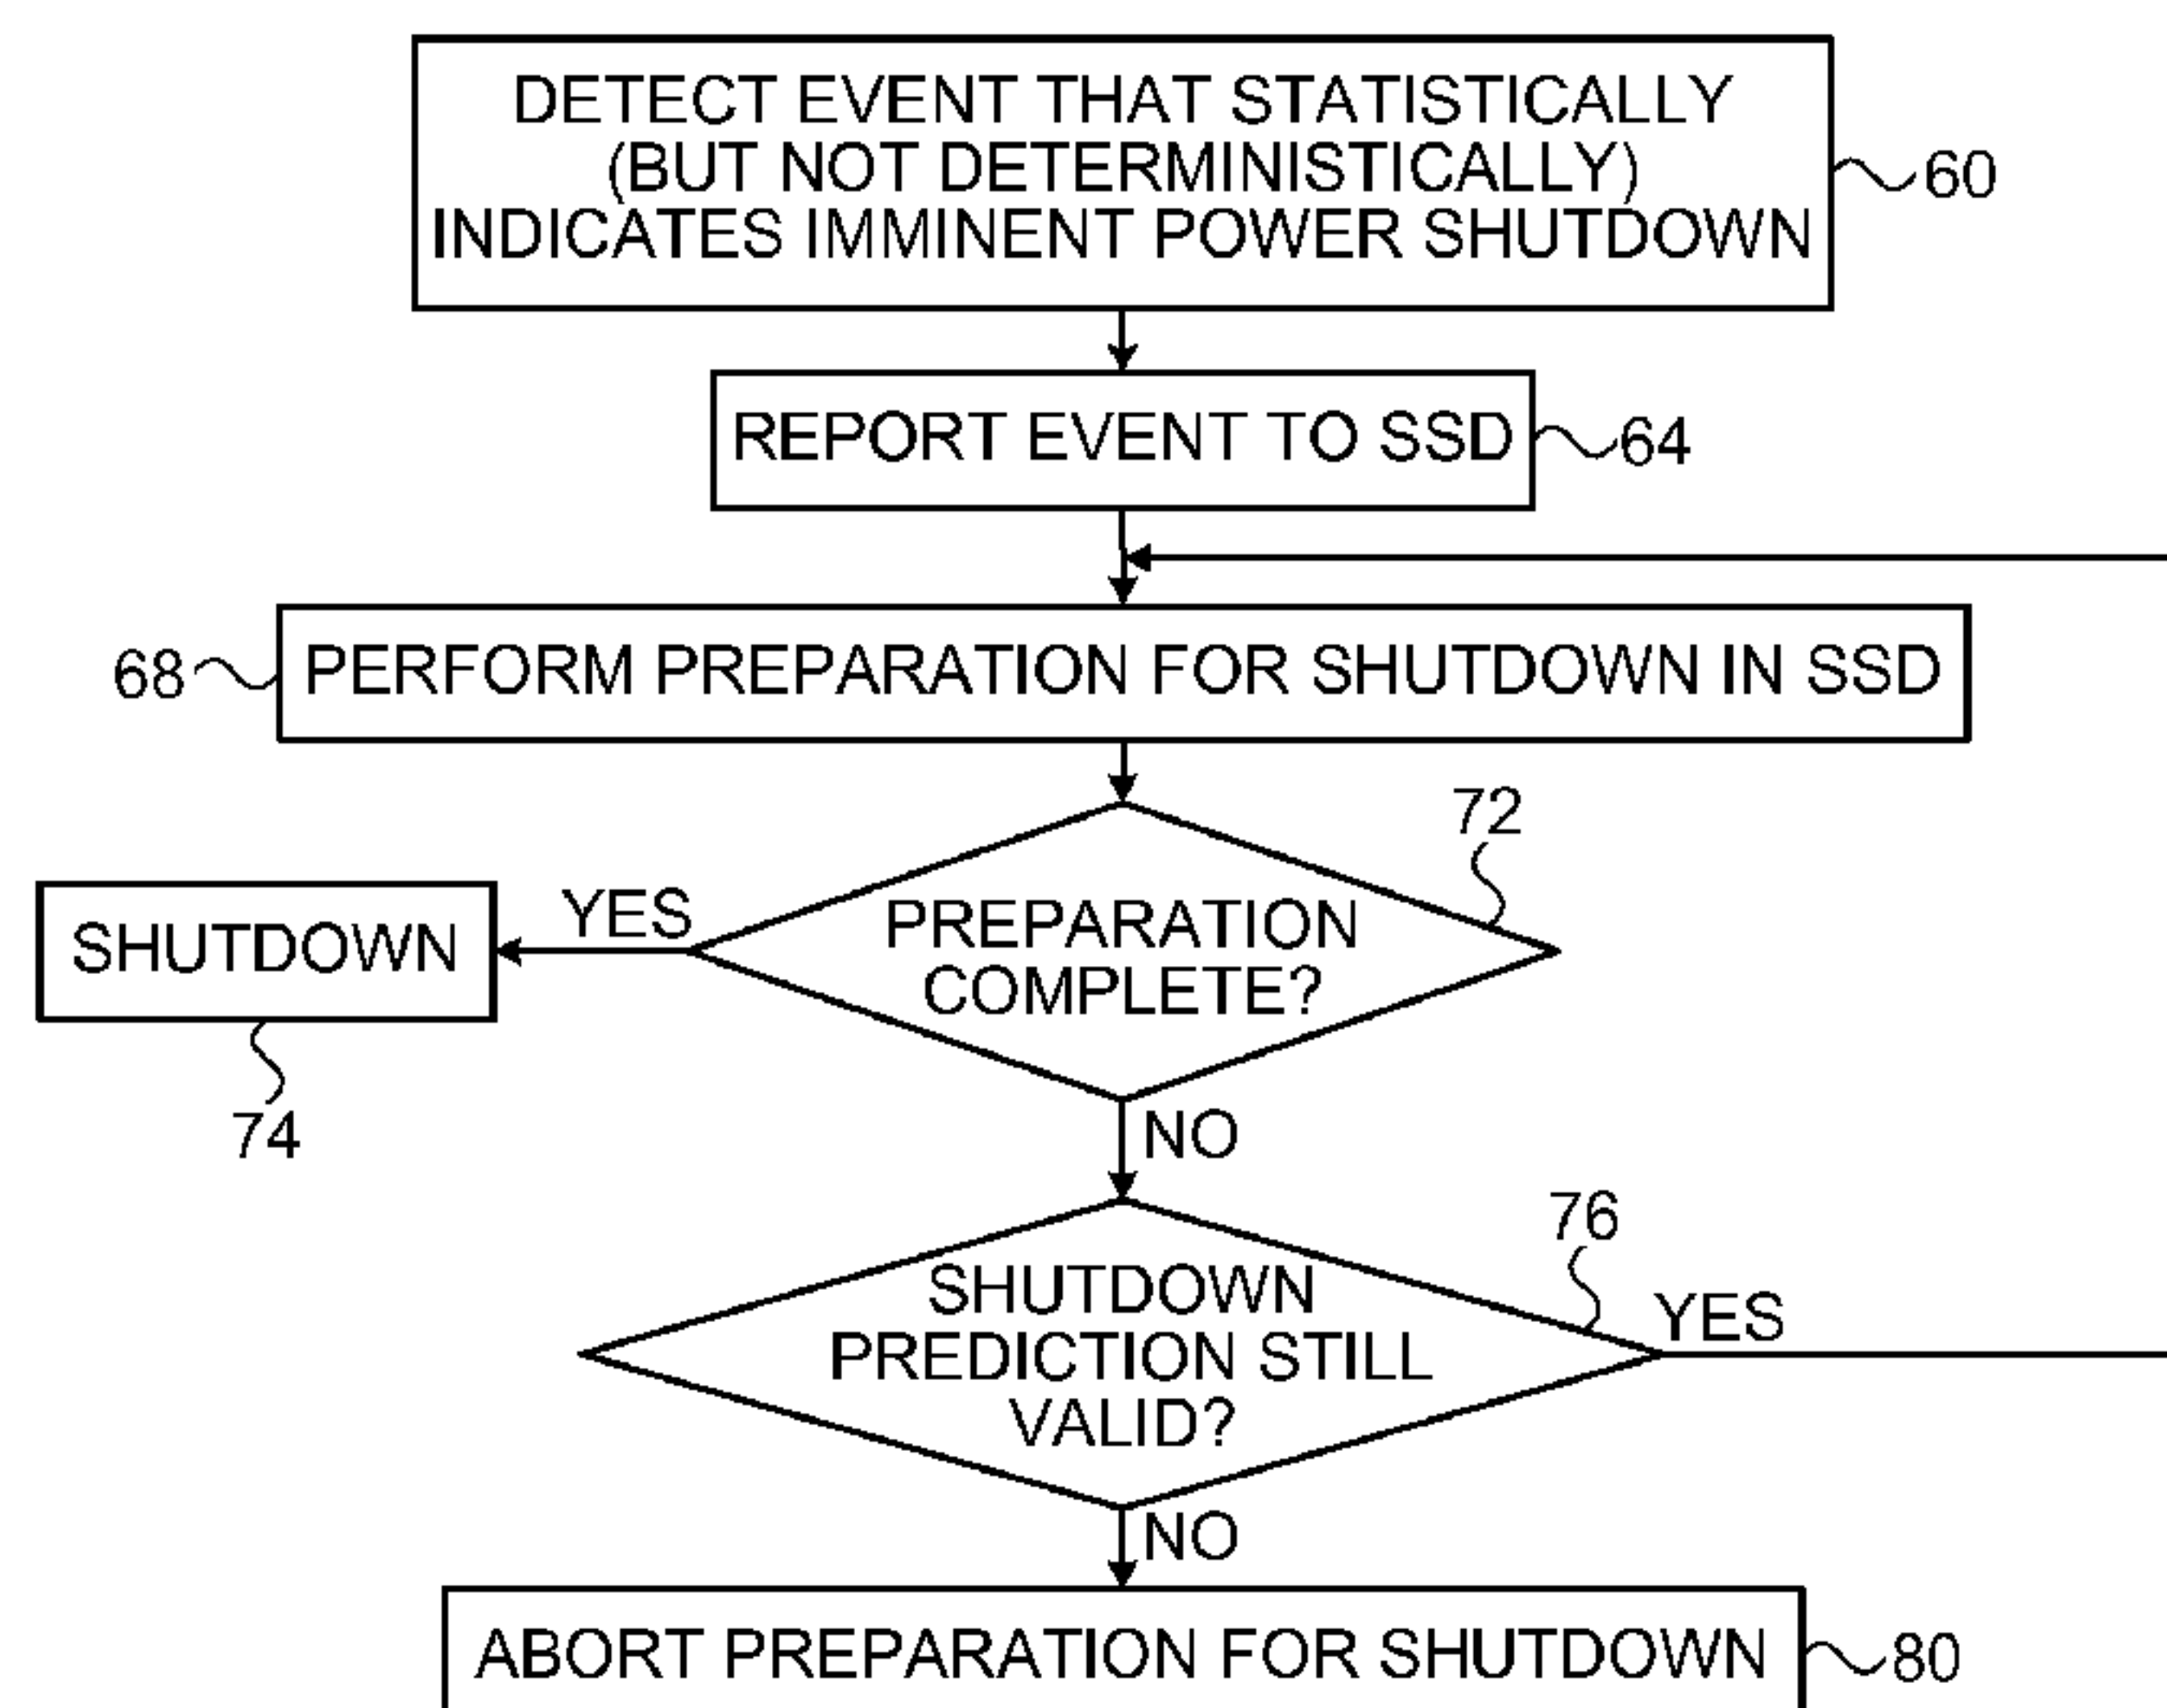 DETECT EVENT THAT STATISTICALLY
(BUT NOT DETERMINISTICALLY)
INDICATES IMMINENT POWER SHUTDOWN
60
REPORT EVENT TO SSD
64
68
PERFORM PREPARATION FOR SHUTDOWN IN SSD
72
PREPARATION
COMPLETE?
YES
SHUTDOWN
74
NO
76
SHUTDOWN
PREDICTION STILL
VALID?
YES
NO
ABORT PREPARATION FOR SHUTDOWN
80